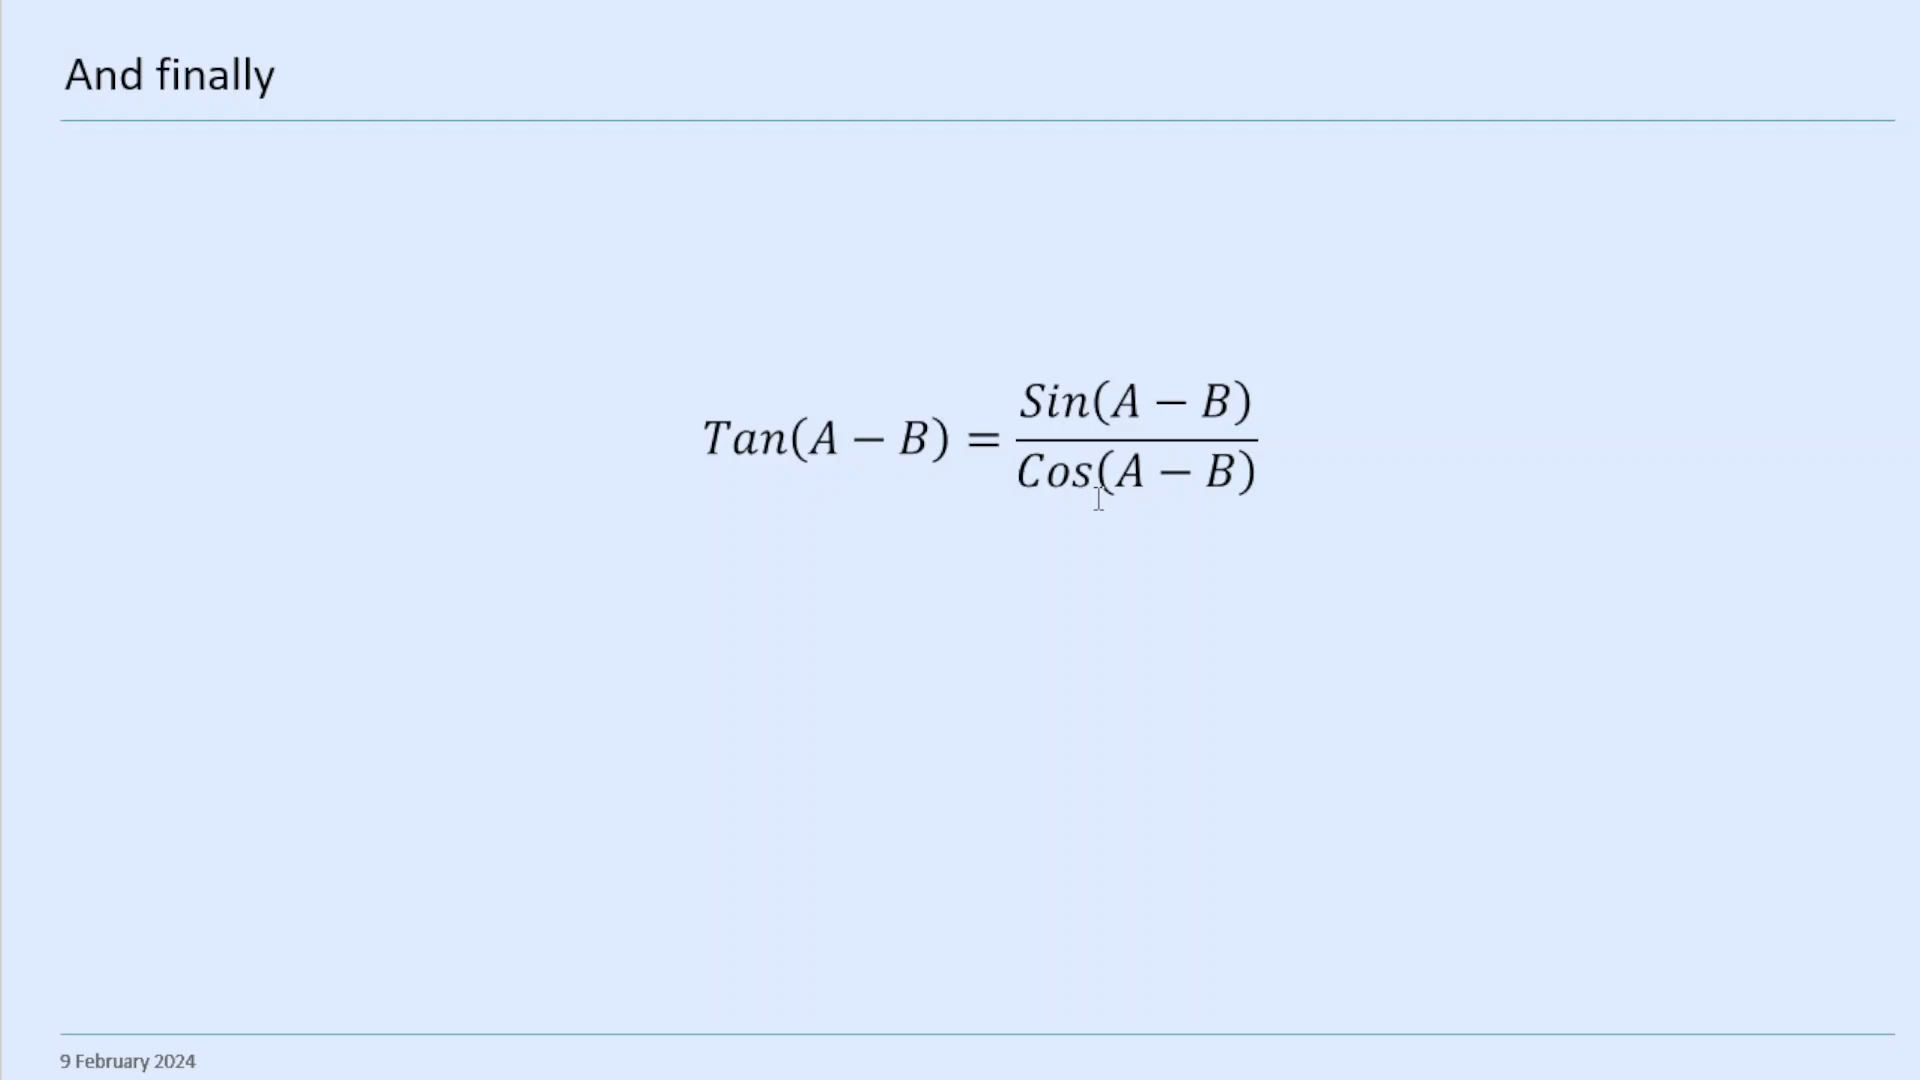 And finally
Tan(A − B) = Sin(A − B) / Cos(A − B)
9 February 2024